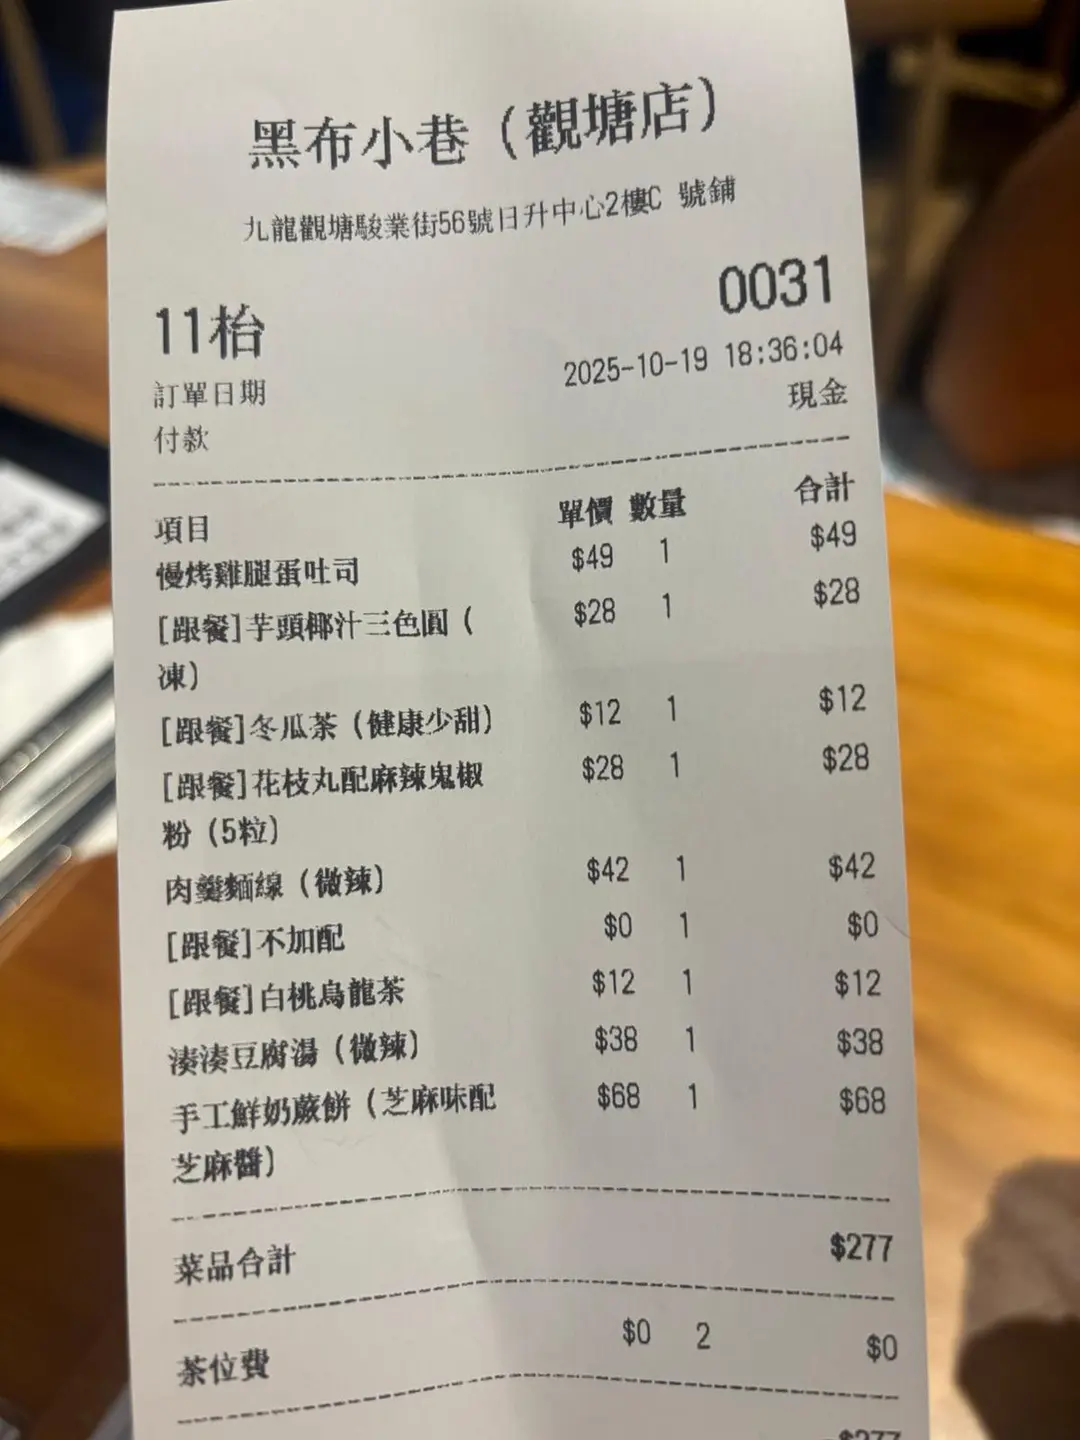 黑布小巷（觀塘店）
九龍觀塘駿業街56號日升中心2樓C 號鋪
11枱 0031
訂單日期 2025-10-19 18:36:04
付款 現金
項目 單價 數量 合計
慢烤雞腿蛋吐司 $49 1 $49
[跟餐]芋頭椰汁三色圓（ $28 1 $28
凍）
[跟餐]冬瓜茶（健康少甜） $12 1 $12
[跟餐]花枝丸配麻辣鬼椒 $28 1 $28
粉（5粒）
肉羹麵線（微辣） $42 1 $42
[跟餐]不加配 $0 1 $0
[跟餐]白桃烏龍茶 $12 1 $12
湊湊豆腐湯（微辣） $38 1 $38
手工鮮奶蕨餅（芝麻味配 $68 1 $68
芝麻醬）
菜品合計 $277
茶位費 $0 2 $0
$277